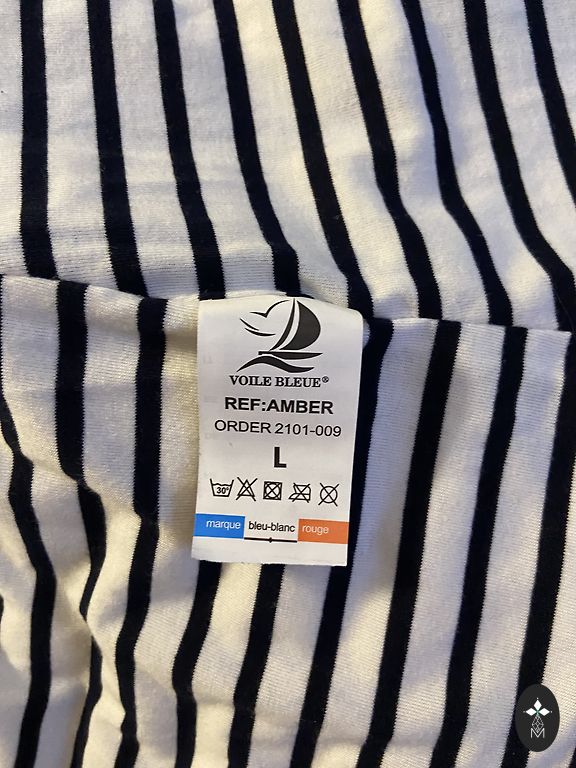 VOILE BLEUE®
REF:AMBER
ORDER 2101-009
L
30°
marque bleu-blanc rouge
M